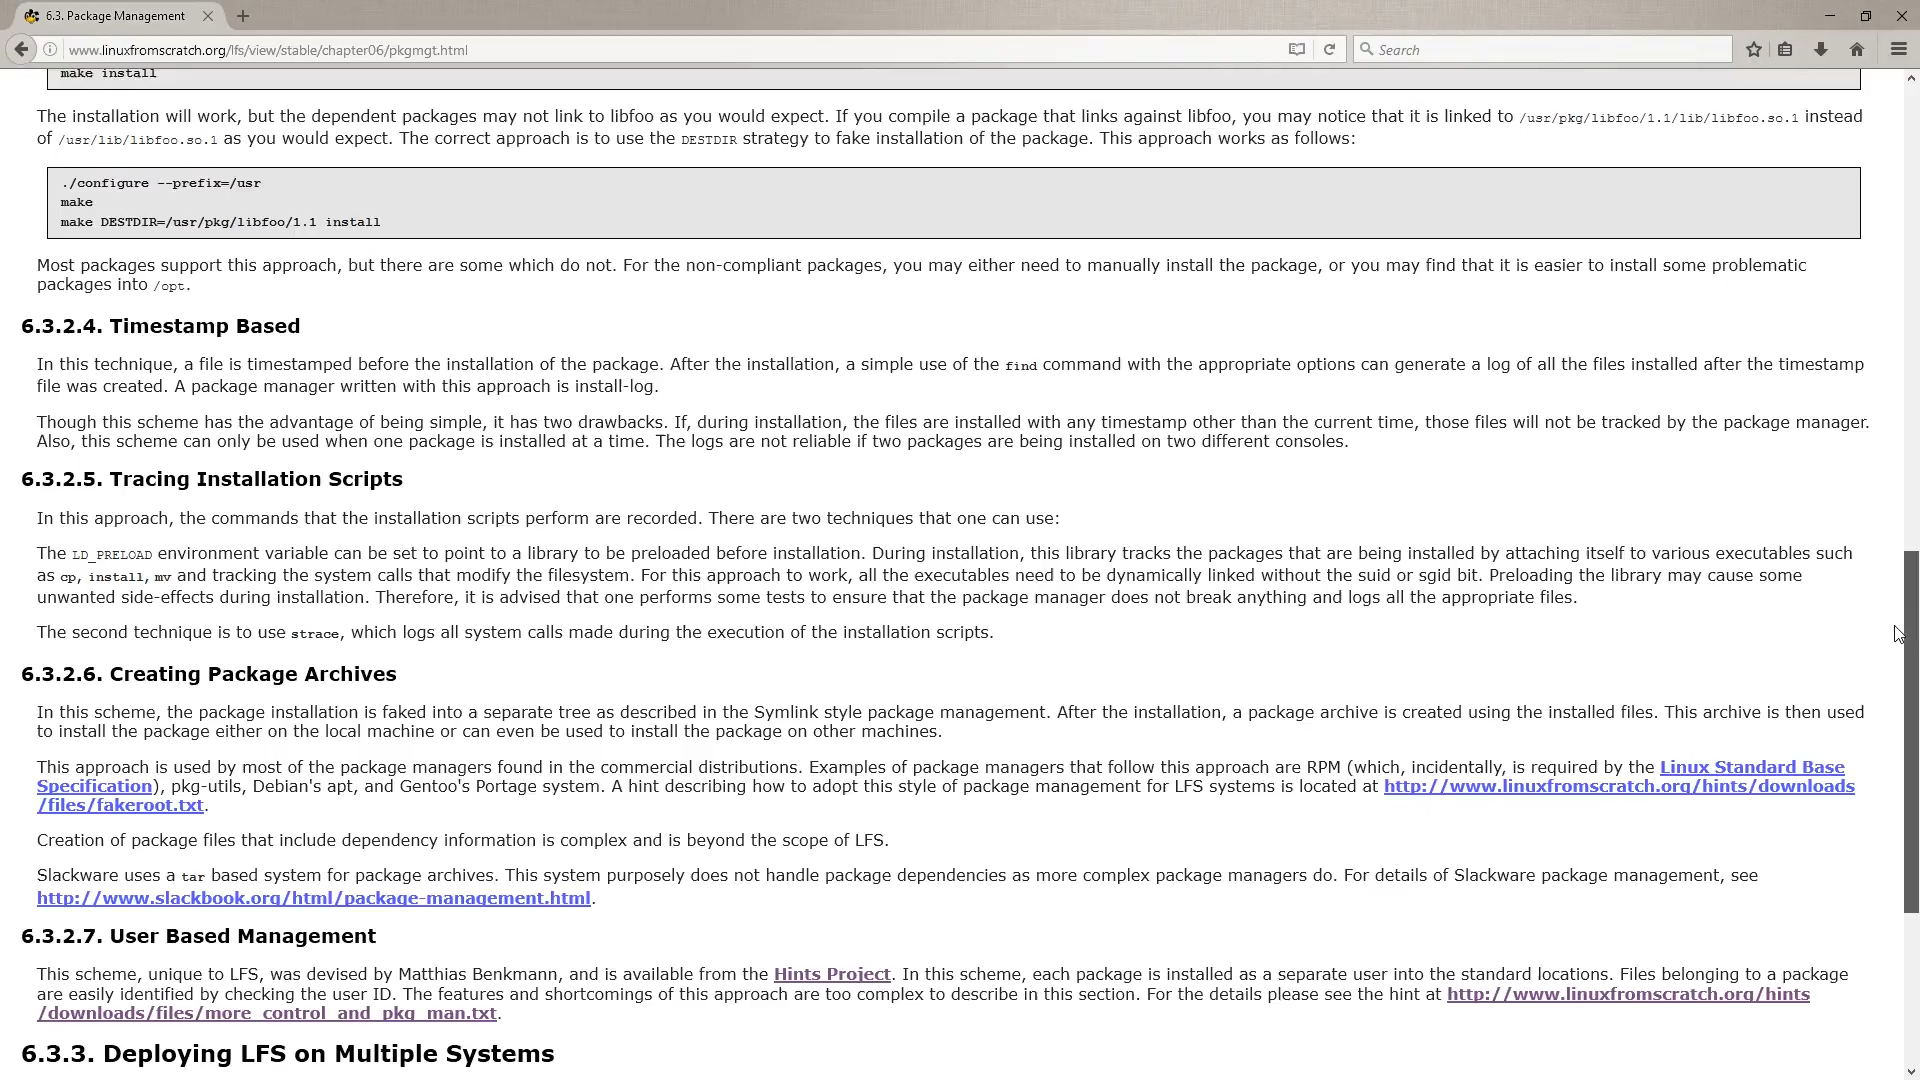 6.3. Package Management
www.linuxfromscratch.org/lfs/view/stable/chapter06/pkgmgt.html
Search
make install
The installation will work, but the dependent packages may not link to libfoo as you would expect. If you compile a package that links against libfoo, you may notice that it is linked to /usr/pkg/libfoo/1.1/lib/libfoo.so.1 instead
of /usr/lib/libfoo.so.1 as you would expect. The correct approach is to use the DESTDIR strategy to fake installation of the package. This approach works as follows:
./configure --prefix=/usr
make
make DESTDIR=/usr/pkg/libfoo/1.1 install
Most packages support this approach, but there are some which do not. For the non-compliant packages, you may either need to manually install the package, or you may find that it is easier to install some problematic
packages into /opt.
6.3.2.4. Timestamp Based
In this technique, a file is timestamped before the installation of the package. After the installation, a simple use of the find command with the appropriate options can generate a log of all the files installed after the timestamp
file was created. A package manager written with this approach is install-log.
Though this scheme has the advantage of being simple, it has two drawbacks. If, during installation, the files are installed with any timestamp other than the current time, those files will not be tracked by the package manager.
Also, this scheme can only be used when one package is installed at a time. The logs are not reliable if two packages are being installed on two different consoles.
6.3.2.5. Tracing Installation Scripts
In this approach, the commands that the installation scripts perform are recorded. There are two techniques that one can use:
The LD_PRELOAD environment variable can be set to point to a library to be preloaded before installation. During installation, this library tracks the packages that are being installed by attaching itself to various executables such
as cp, install, mv and tracking the system calls that modify the filesystem. For this approach to work, all the executables need to be dynamically linked without the suid or sgid bit. Preloading the library may cause some
unwanted side-effects during installation. Therefore, it is advised that one performs some tests to ensure that the package manager does not break anything and logs all the appropriate files.
The second technique is to use strace, which logs all system calls made during the execution of the installation scripts.
6.3.2.6. Creating Package Archives
In this scheme, the package installation is faked into a separate tree as described in the Symlink style package management. After the installation, a package archive is created using the installed files. This archive is then used
to install the package either on the local machine or can even be used to install the package on other machines.
This approach is used by most of the package managers found in the commercial distributions. Examples of package managers that follow this approach are RPM (which, incidentally, is required by the Linux Standard Base
Specification), pkg-utils, Debian's apt, and Gentoo's Portage system. A hint describing how to adopt this style of package management for LFS systems is located at http://www.linuxfromscratch.org/hints/downloads
/files/fakeroot.txt.
Creation of package files that include dependency information is complex and is beyond the scope of LFS.
Slackware uses a tar based system for package archives. This system purposely does not handle package dependencies as more complex package managers do. For details of Slackware package management, see
http://www.slackbook.org/html/package-management.html.
6.3.2.7. User Based Management
This scheme, unique to LFS, was devised by Matthias Benkmann, and is available from the Hints Project. In this scheme, each package is installed as a separate user into the standard locations. Files belonging to a package
are easily identified by checking the user ID. The features and shortcomings of this approach are too complex to describe in this section. For the details please see the hint at http://www.linuxfromscratch.org/hints
/downloads/files/more_control_and_pkg_man.txt.
6.3.3. Deploying LFS on Multiple Systems